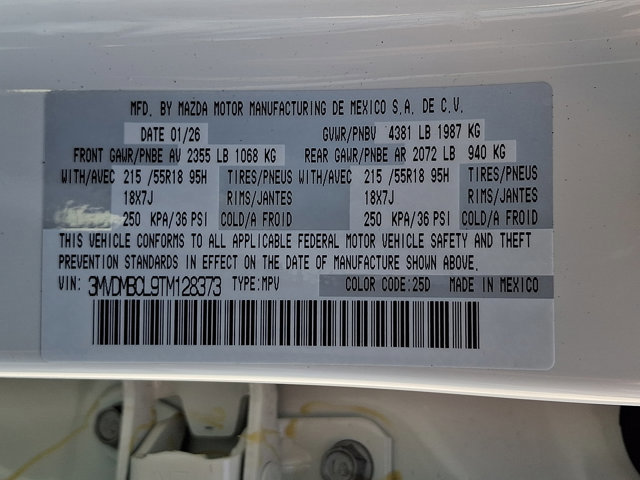 MFD. BY MAZDA MOTOR MANUFACTURING DE MEXICO S.A. DE C.V.
DATE 01/26 GVWR/PNBV 4381 LB 1987 KG
FRONT GAWR/PNBE AV 2355 LB 1068 KG REAR GAWR/PNBE AR 2072 LB 940 KG
WITH/AVEC 215 /55R18 95H TIRES/PNEUS WITH/AVEC 215 /55R18 95H TIRES/PNEUS
18X7J RIMS/JANTES 18X7J RIMS/JANTES
250 KPA/36 PSI COLD/A FROID 250 KPA/36 PSI COLD/A FROID
THIS VEHICLE CONFORMS TO ALL APPLICABLE FEDERAL MOTOR VEHICLE SAFETY AND THEFT
PREVENTION STANDARDS IN EFFECT ON THE DATE OF MANUFACTURE SHOWN ABOVE.
VIN: 3MVDMBCL9TM128373 TYPE:MPV COLOR CODE:25D MADE IN MEXICO